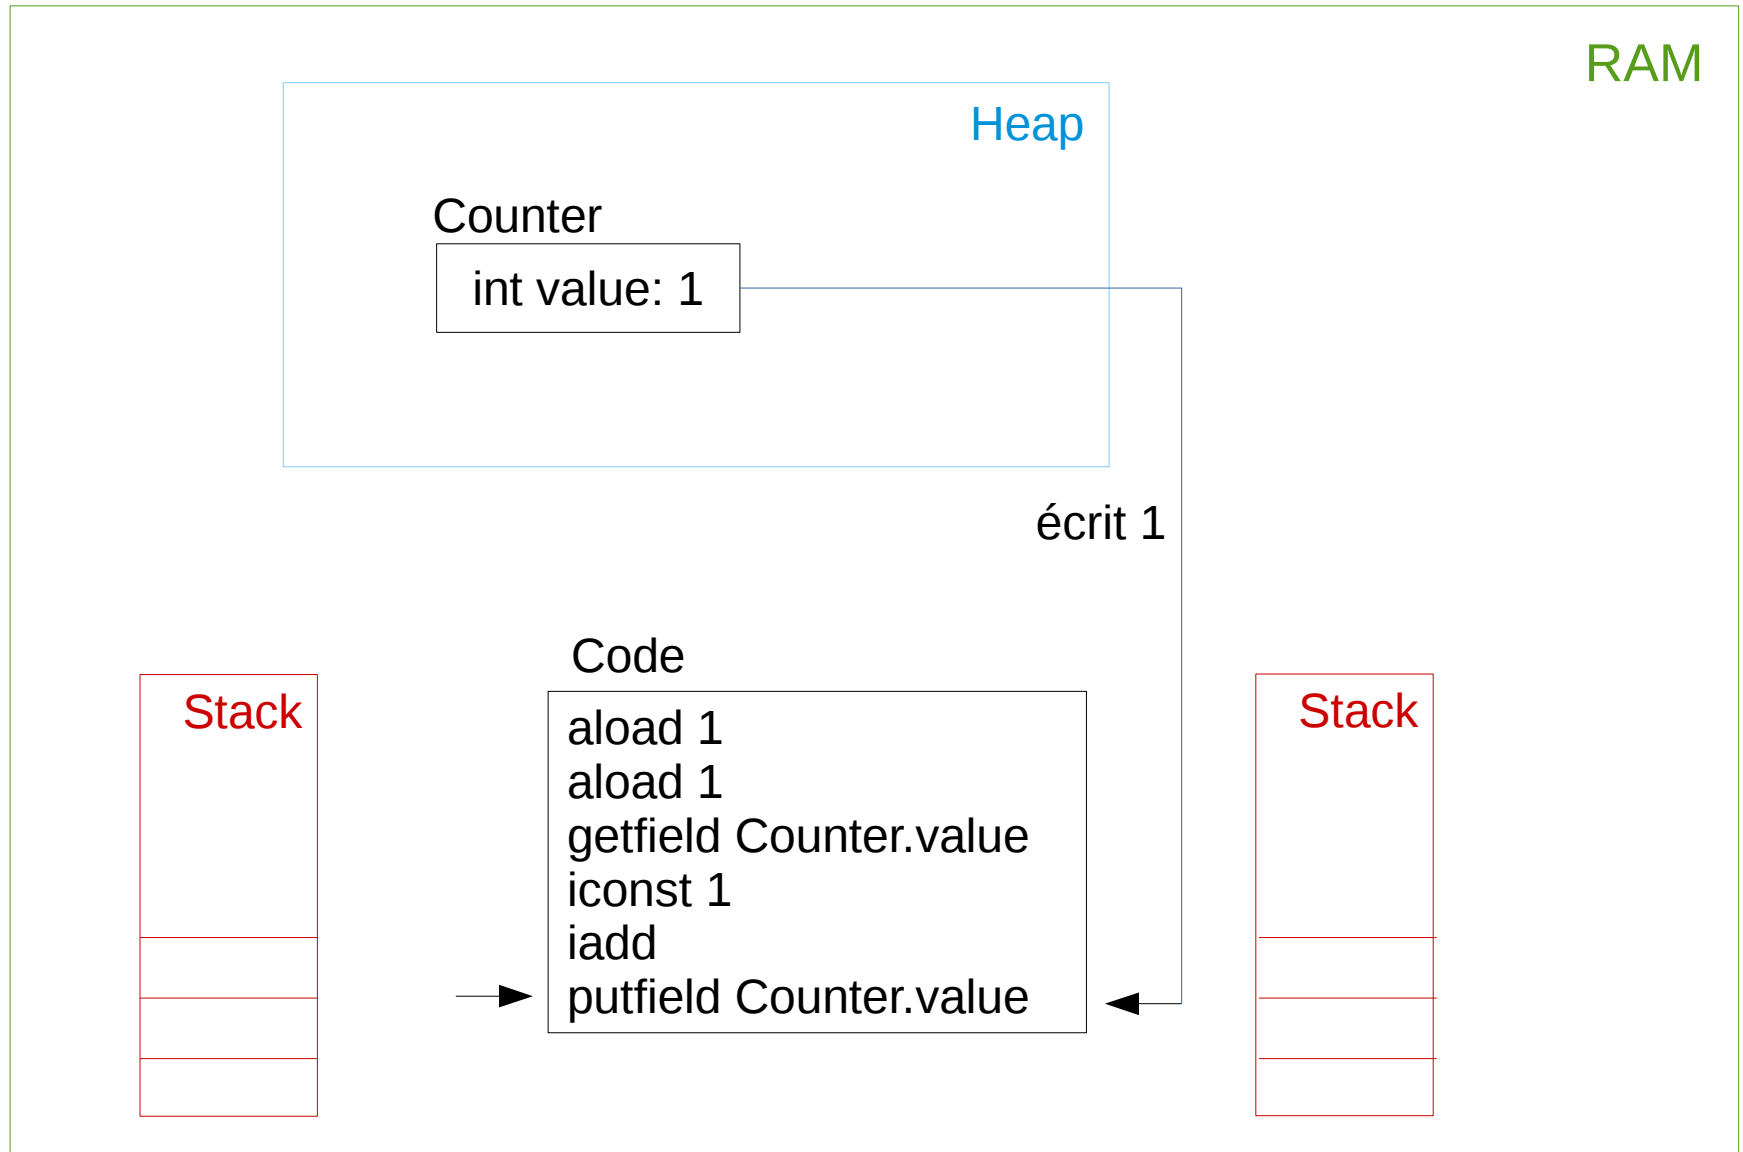 RAM
Heap
Counter
int value: 1
écrit 1
Code
Stack
Stack
aload 1
aload 1
getfield Counter.value
iconst 1
iadd
putfield Counter.value